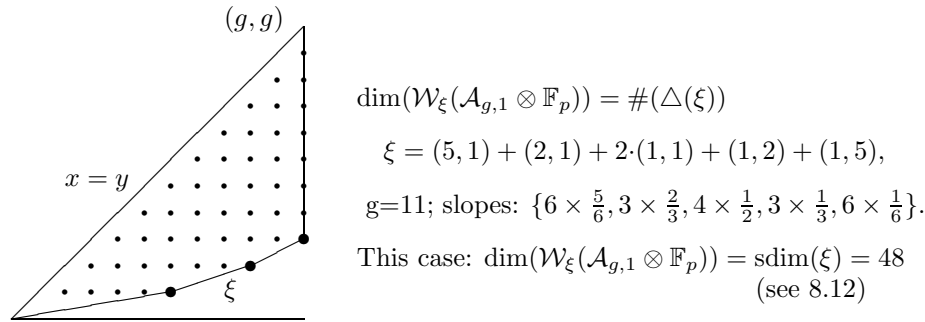 (g, g)
x = y
ξ
dim(𝒲_ξ(𝒜_{g,1} ⊗ 𝔽_p)) = #(△(ξ))
ξ = (5, 1) + (2, 1) + 2·(1, 1) + (1, 2) + (1, 5),
g=11; slopes: {6 × 5/6, 3 × 2/3, 4 × 1/2, 3 × 1/3, 6 × 1/6}.
This case: dim(𝒲_ξ(𝒜_{g,1} ⊗ 𝔽_p)) = sdim(ξ) = 48
(see 8.12)